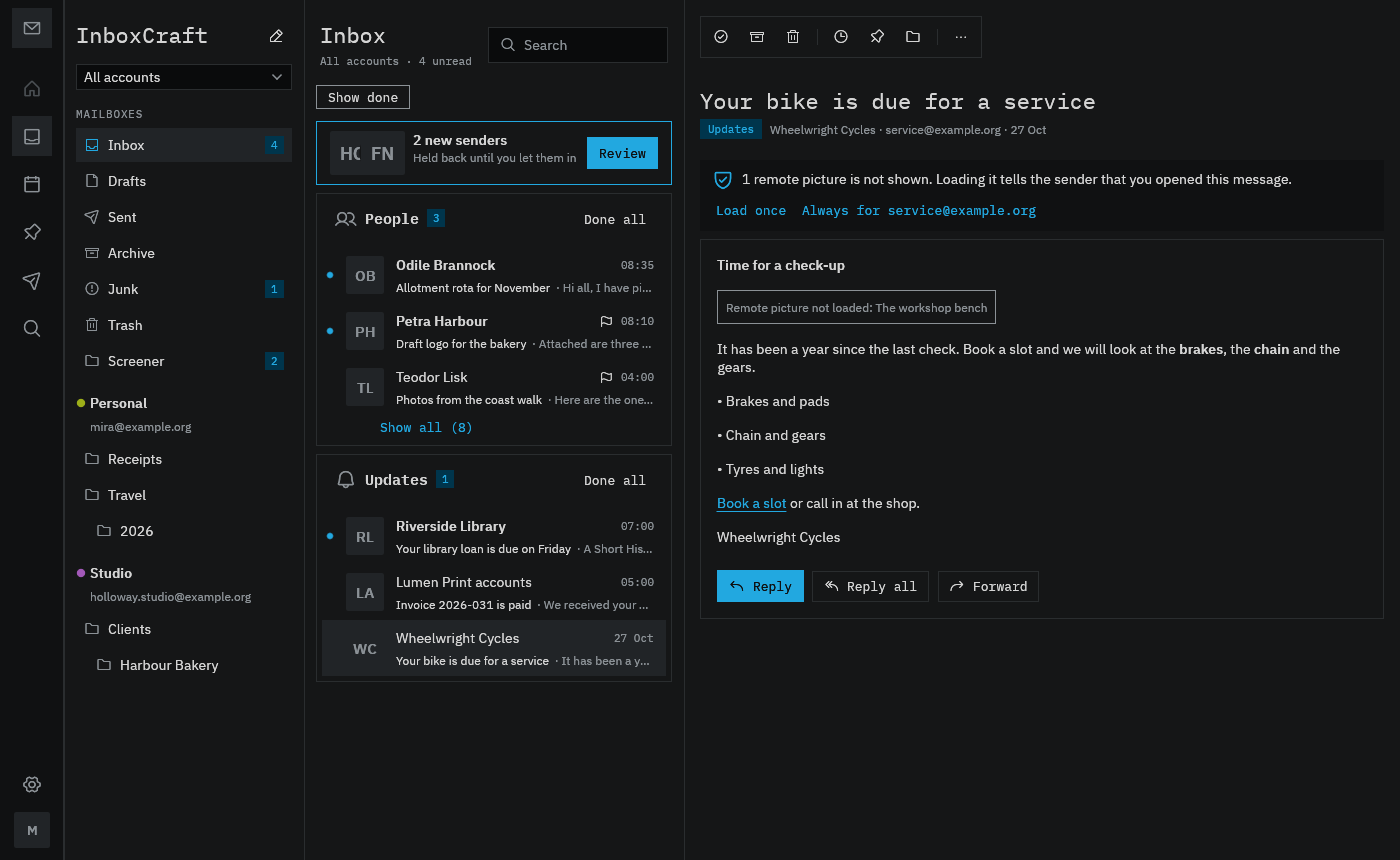 InboxCraft
All accounts
MAILBOXES
Inbox 4
Drafts
Sent
Archive
Junk 1
Trash
Screener 2
Personal
mira@example.org
Receipts
Travel
2026
Studio
holloway.studio@example.org
Clients
Harbour Bakery
M
Inbox
All accounts · 4 unread
Search
Show done
FN
2 new senders
Held back until you let them in
Review
People 3 Done all
OB Odile Brannock 08:35
Allotment rota for November · Hi all, I have pi…
PH Petra Harbour 08:10
Draft logo for the bakery · Attached are three …
TL Teodor Lisk 04:00
Photos from the coast walk · Here are the one…
Show all (8)
Updates 1 Done all
RL Riverside Library 07:00
Your library loan is due on Friday · A Short His…
LA Lumen Print accounts 05:00
Invoice 2026-031 is paid · We received your …
WC Wheelwright Cycles 27 Oct
Your bike is due for a service · It has been a y…
Your bike is due for a service
Updates Wheelwright Cycles · service@example.org · 27 Oct
1 remote picture is not shown. Loading it tells the sender that you opened this message.
Load once Always for service@example.org
Time for a check-up
Remote picture not loaded: The workshop bench
It has been a year since the last check. Book a slot and we will look at the brakes, the chain and the
gears.
• Brakes and pads
• Chain and gears
• Tyres and lights
Book a slot or call in at the shop.
Wheelwright Cycles
Reply Reply all Forward